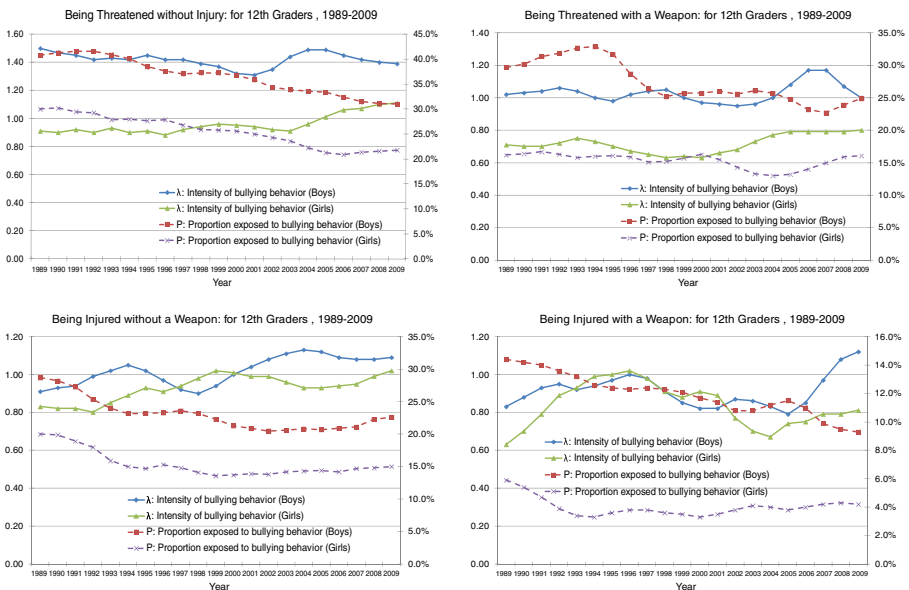 Being Threatened without Injury: for 12th Graders , 1989-2009
1.60
1.40
1.20
1.00
0.80
0.60
0.40
0.20
0.00
45.0%
40.0%
35.0%
30.0%
25.0%
20.0%
15.0%
10.0%
5.0%
0.0%
λ: Intensity of bullying behavior (Boys)
λ: Intensity of bullying behavior (Girls)
P: Proportion exposed to bullying behavior (Boys)
P: Proportion exposed to bullying behavior (Girls)
1989 1990 1991 1992 1993 1994 1995 1996 1997 1998 1999 2000 2001 2002 2003 2004 2005 2006 2007 2008 2009
Year
Being Threatened with a Weapon: for 12th Graders , 1989-2009
1.40
1.20
1.00
0.80
0.60
0.40
0.20
0.00
35.0%
30.0%
25.0%
20.0%
15.0%
10.0%
5.0%
0.0%
λ: Intensity of bullying behavior (Boys)
λ: Intensity of bullying behavior (Girls)
P: Proportion exposed to bullying behavior (Boys)
P: Proportion exposed to bullying behavior (Girls)
1989 1990 1991 1992 1993 1994 1995 1996 1997 1998 1999 2000 2001 2002 2003 2004 2005 2006 2007 2008 2009
Year
Being Injured without a Weapon: for 12th Graders , 1989-2009
1.20
1.00
0.80
0.60
0.40
0.20
0.00
35.0%
30.0%
25.0%
20.0%
15.0%
10.0%
5.0%
0.0%
λ: Intensity of bullying behavior (Boys)
λ: Intensity of bullying behavior (Girls)
P: Proportion exposed to bullying behavior (Boys)
P: Proportion exposed to bullying behavior (Girls)
1989 1990 1991 1992 1993 1994 1995 1996 1997 1998 1999 2000 2001 2002 2003 2004 2005 2006 2007 2008 2009
Year
Being Injured with a Weapon: for 12th Graders , 1989-2009
1.20
1.00
0.80
0.60
0.40
0.20
0.00
16.0%
14.0%
12.0%
10.0%
8.0%
6.0%
4.0%
2.0%
0.0%
λ: Intensity of bullying behavior (Boys)
λ: Intensity of bullying behavior (Girls)
P: Proportion exposed to bullying behavior (Boys)
P: Proportion exposed to bullying behavior (Girls)
1989 1990 1991 1992 1993 1994 1995 1996 1997 1998 1999 2000 2001 2002 2003 2004 2005 2006 2007 2008 2009
Year